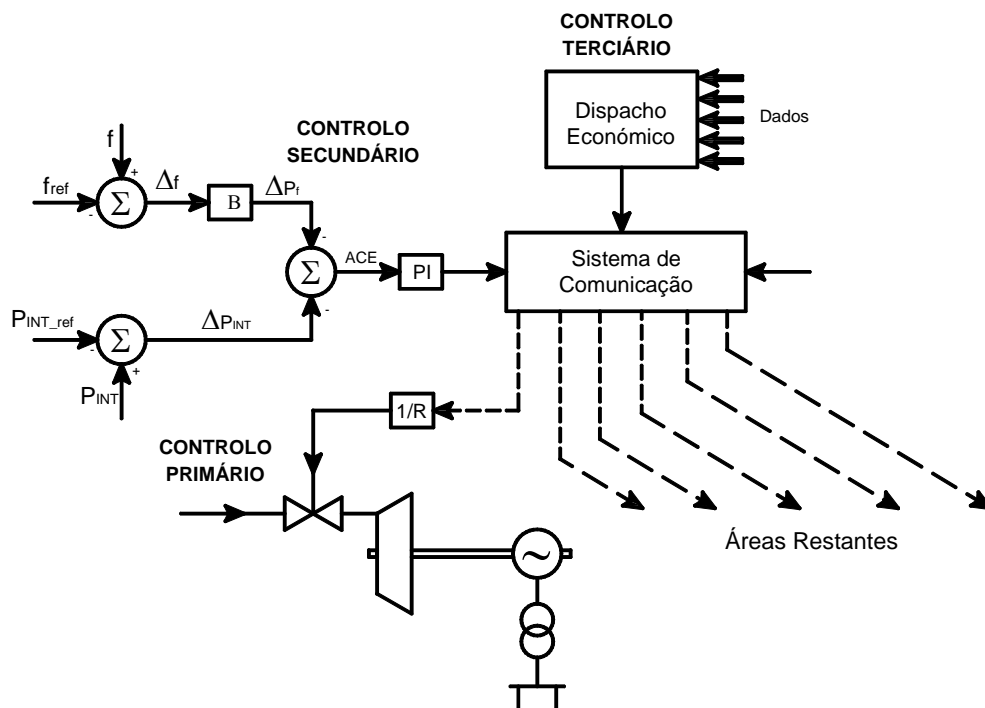 CONTROLO
TERCIÁRIO
Dispacho
Económico
Dados
CONTROLO
SECUNDÁRIO
f
+
fref
-
Σ
Δf
B
ΔPf
-
Σ
ACE
PI
Sistema de
Comunicação
-
PINT_ref
-
Σ
ΔPINT
+
PINT
1/R
CONTROLO
PRIMÁRIO
Áreas Restantes
~